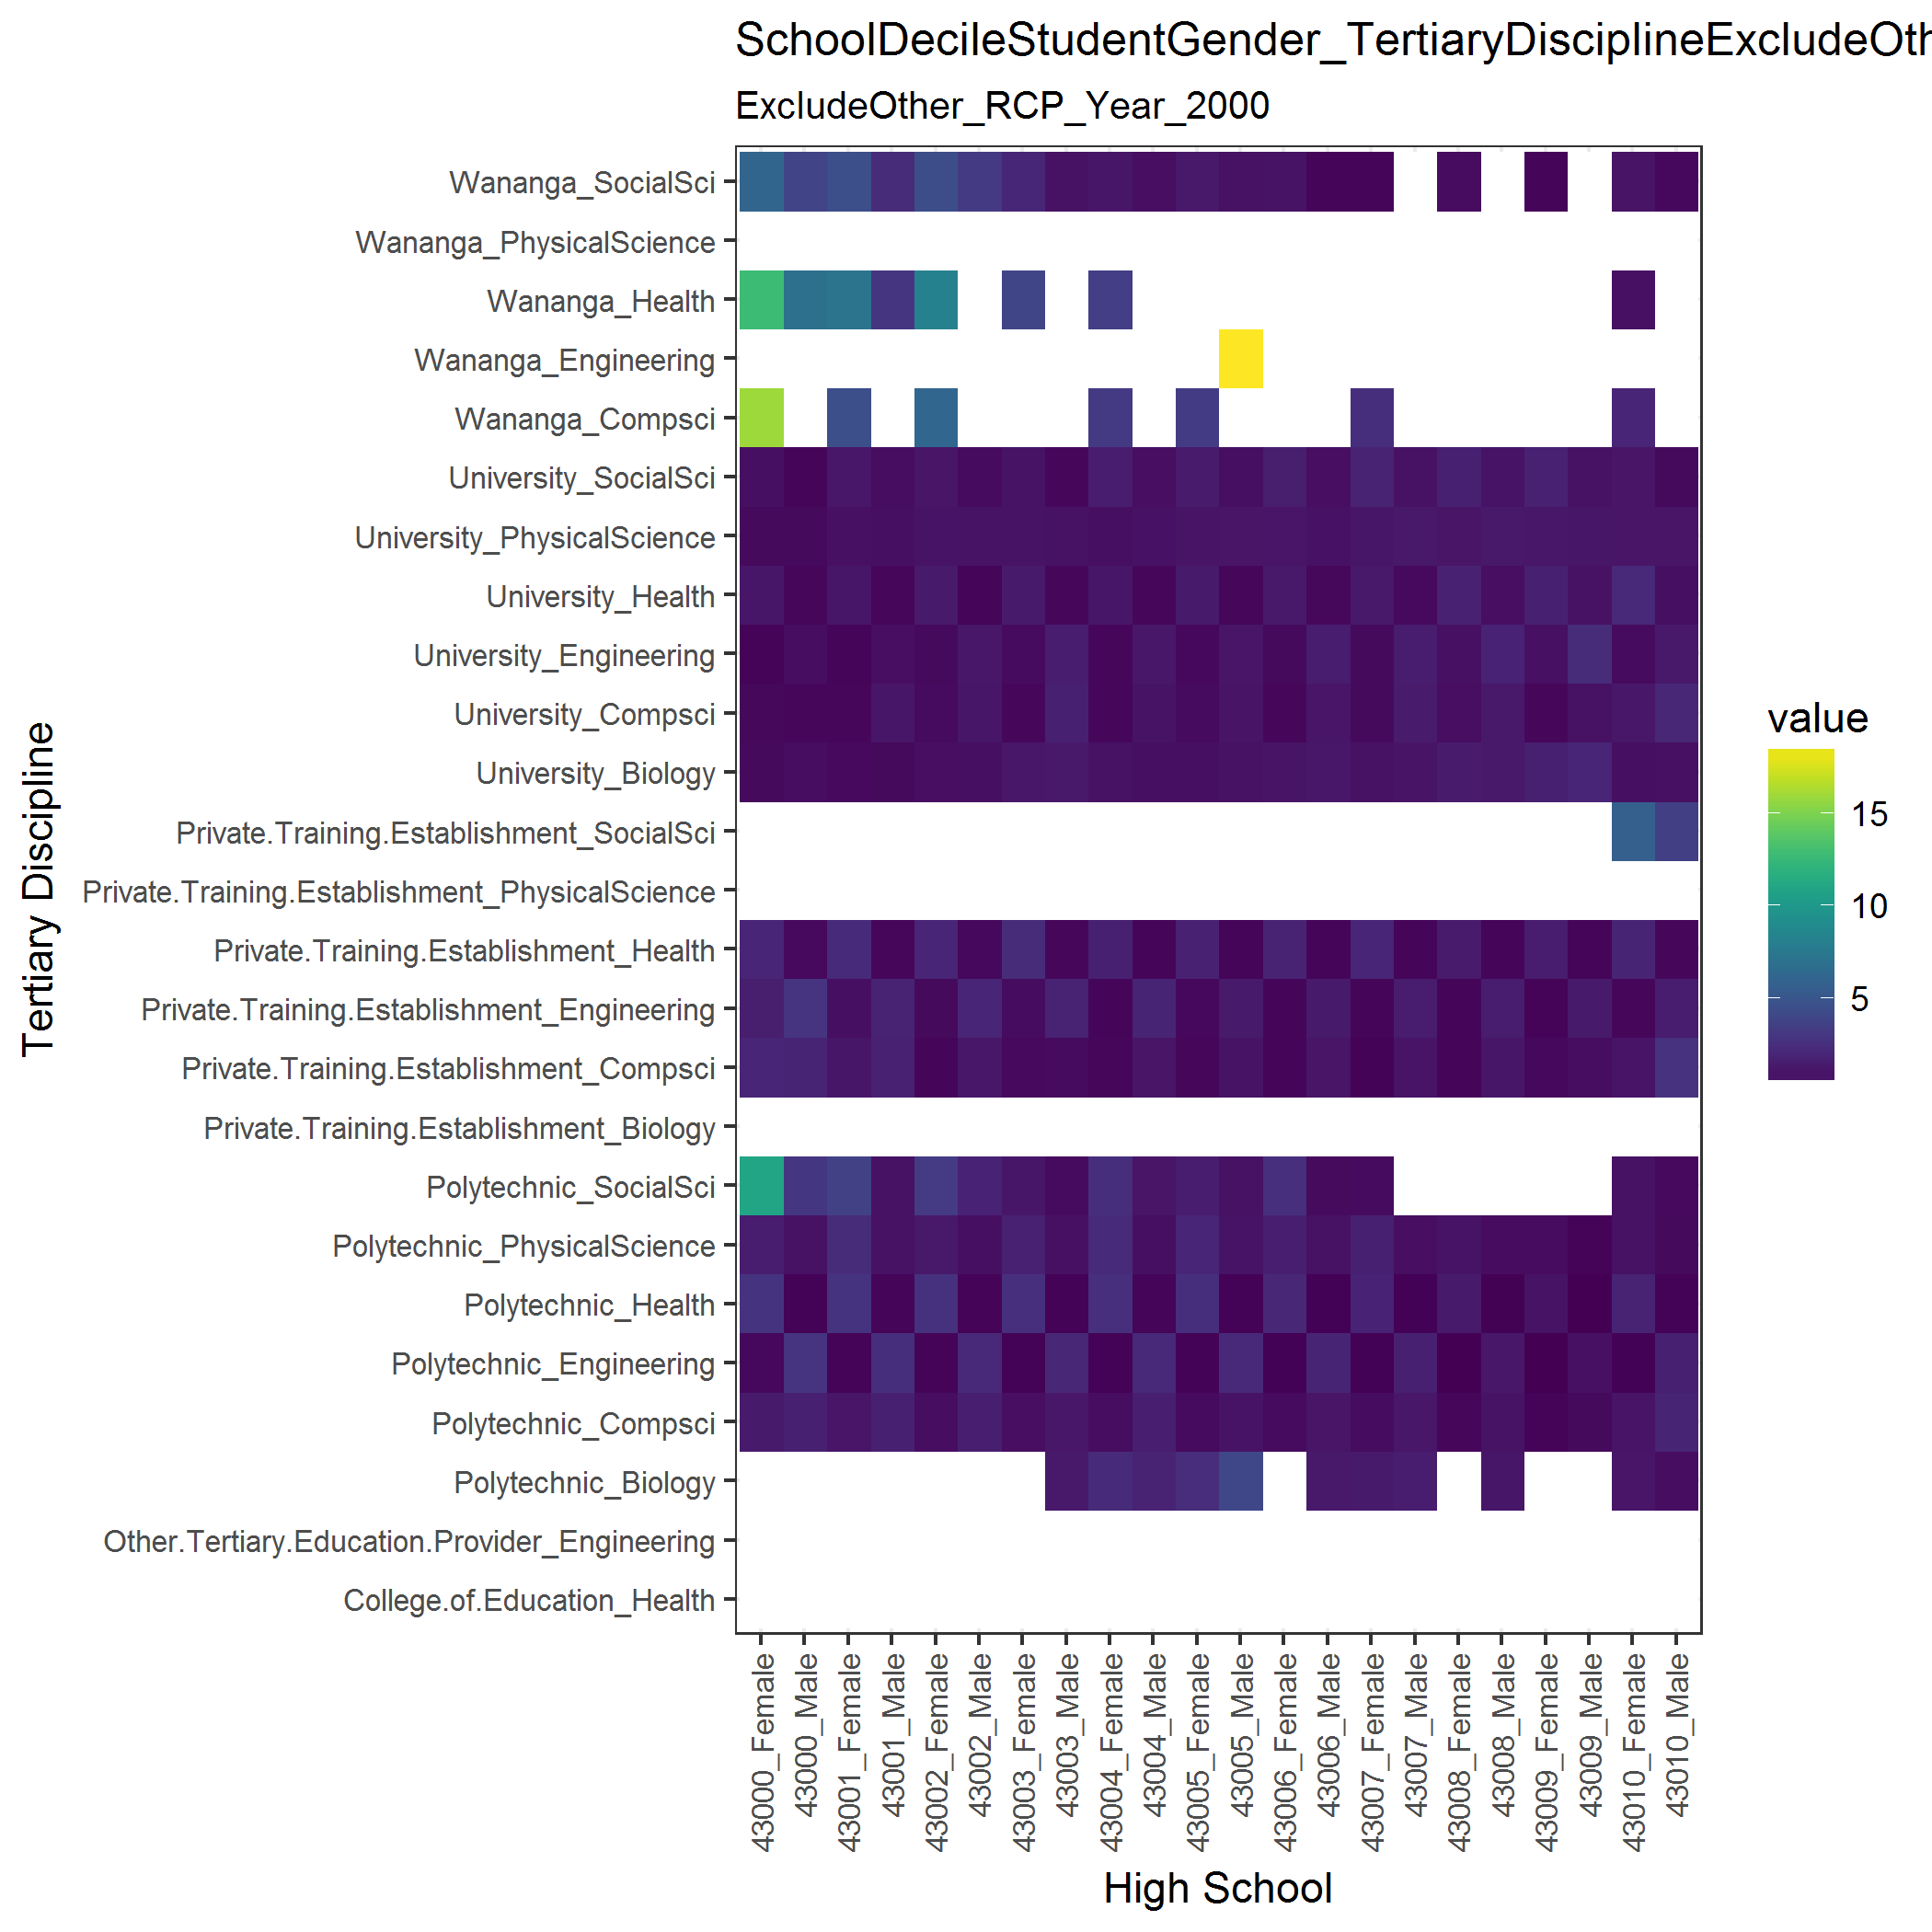 SchoolDecileStudentGender_TertiaryDisciplineExcludeOth
ExcludeOther_RCP_Year_2000
Wananga_SocialSci
Wananga_PhysicalScience
Wananga_Health
Wananga_Engineering
Wananga_Compsci
University_SocialSci
University_PhysicalScience
University_Health
University_Engineering
University_Compsci
University_Biology
Private.Training.Establishment_SocialSci
Private.Training.Establishment_PhysicalScience
Private.Training.Establishment_Health
Private.Training.Establishment_Engineering
Private.Training.Establishment_Compsci
Private.Training.Establishment_Biology
Polytechnic_SocialSci
Polytechnic_PhysicalScience
Polytechnic_Health
Polytechnic_Engineering
Polytechnic_Compsci
Polytechnic_Biology
Other.Tertiary.Education.Provider_Engineering
College.of.Education_Health
Tertiary Discipline
43000_Female
43000_Male
43001_Female
43001_Male
43002_Female
43002_Male
43003_Female
43003_Male
43004_Female
43004_Male
43005_Female
43005_Male
43006_Female
43006_Male
43007_Female
43007_Male
43008_Female
43008_Male
43009_Female
43009_Male
43010_Female
43010_Male
High School
value
15
10
5